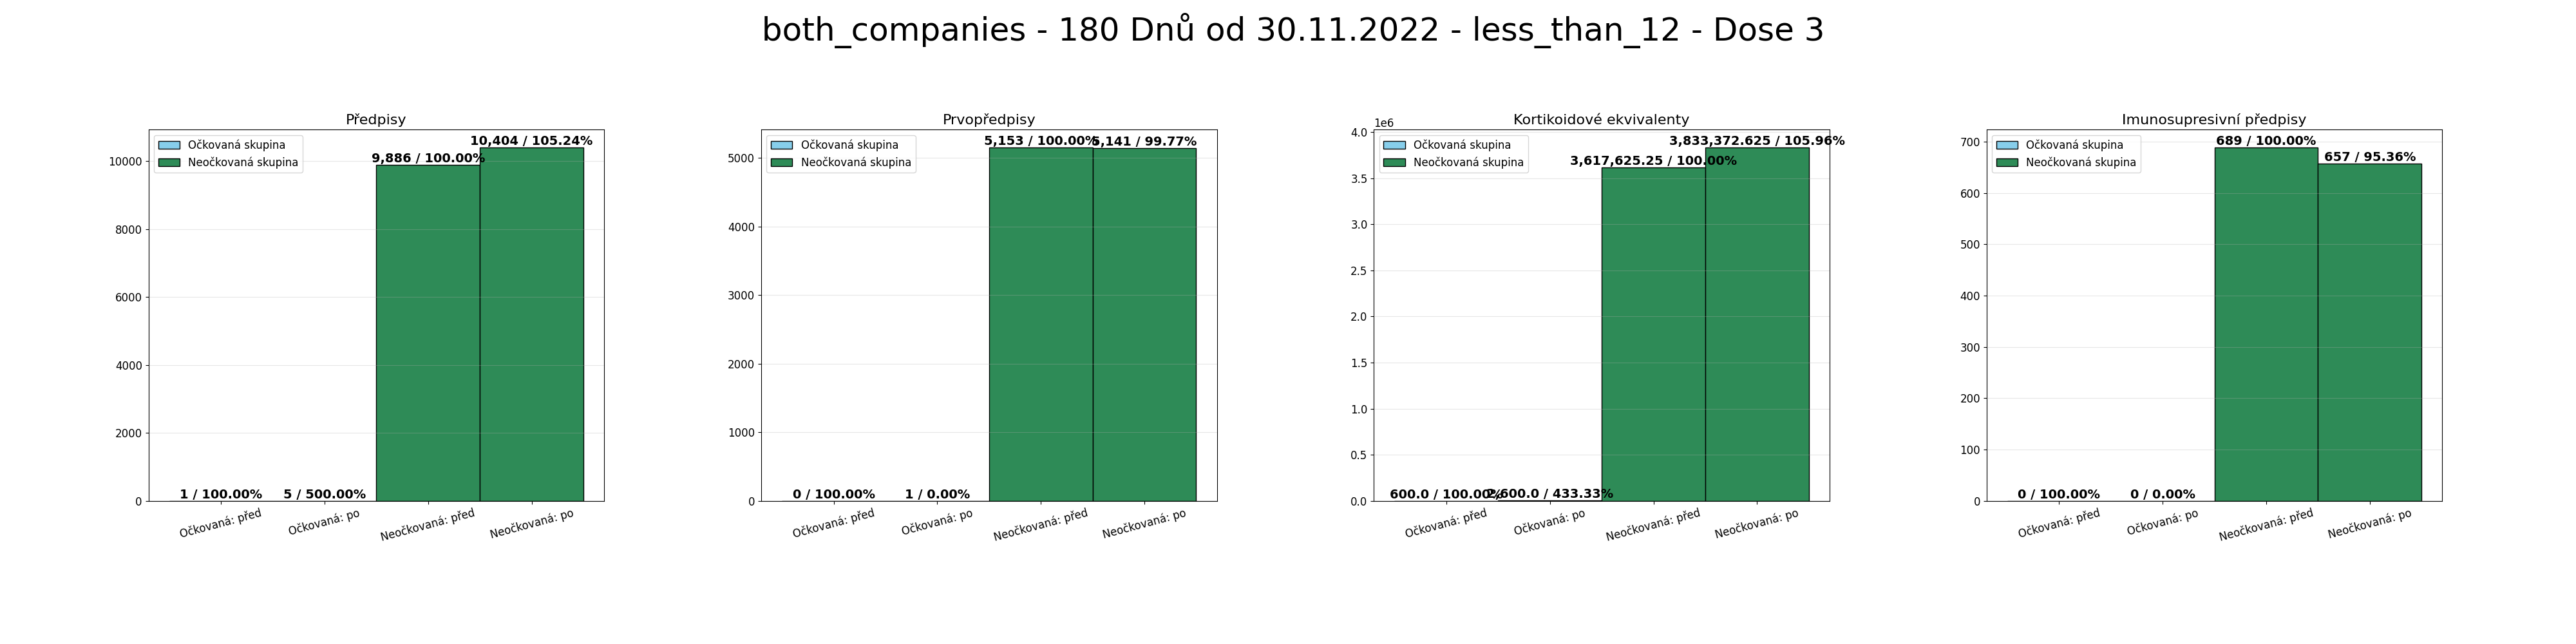 both_companies - 180 Dnů od 30.11.2022 - less_than_12 - Dose 3
Předpisy
Očkovaná skupina
Neočkovaná skupina
10000
8000
6000
4000
2000
0
1 / 100.00%
5 / 500.00%
9,886 / 100.00%
10,404 / 105.24%
Očkovaná: před
Očkovaná: po
Neočkovaná: před
Neočkovaná: po
Prvopředpisy
Očkovaná skupina
Neočkovaná skupina
5000
4000
3000
2000
1000
0
0 / 100.00%
1 / 0.00%
5,153 / 100.00%
5,141 / 99.77%
Očkovaná: před
Očkovaná: po
Neočkovaná: před
Neočkovaná: po
Kortikoidové ekvivalenty
1e6
Očkovaná skupina
Neočkovaná skupina
4.0
3.5
3.0
2.5
2.0
1.5
1.0
0.5
0.0
600.0 / 100.00%
2,600.0 / 433.33%
3,617,625.25 / 100.00%
3,833,372.625 / 105.96%
Očkovaná: před
Očkovaná: po
Neočkovaná: před
Neočkovaná: po
Imunosupresivní předpisy
Očkovaná skupina
Neočkovaná skupina
700
600
500
400
300
200
100
0
0 / 100.00%
0 / 0.00%
689 / 100.00%
657 / 95.36%
Očkovaná: před
Očkovaná: po
Neočkovaná: před
Neočkovaná: po